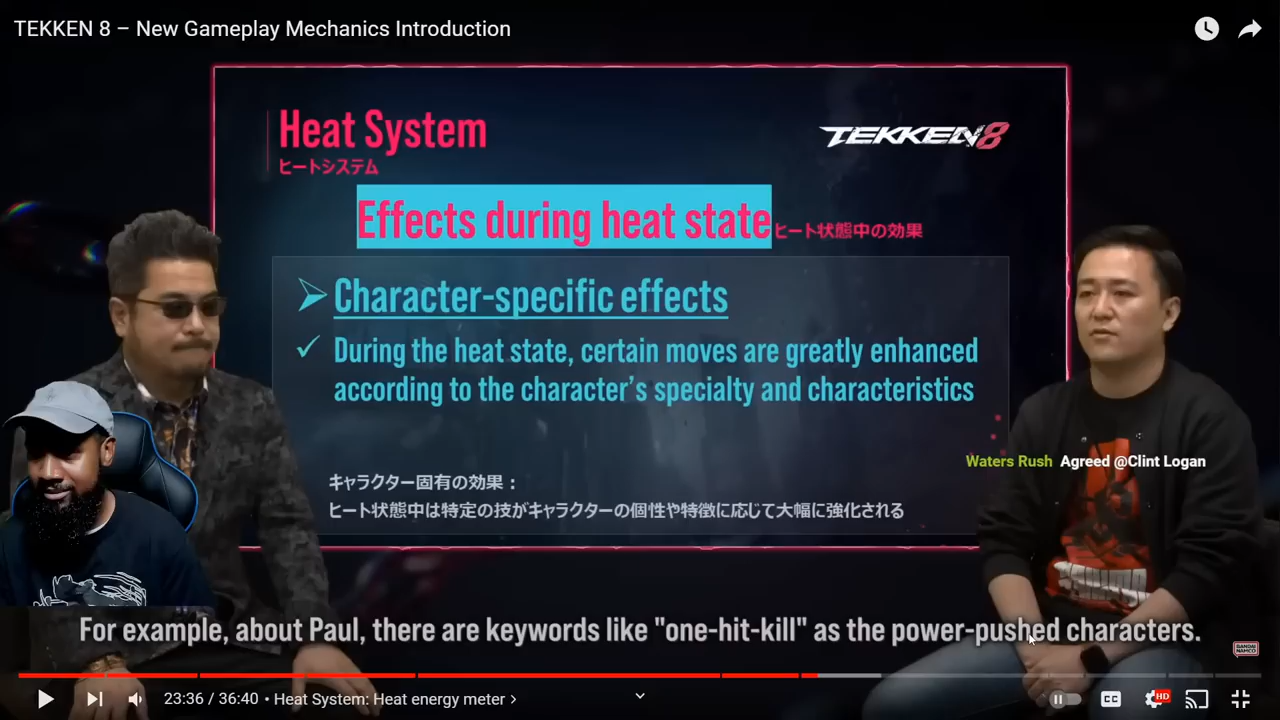 TEKKEN 8 – New Gameplay Mechanics Introduction
Heat System
ヒートシステム
TEKKEN 8
Effects during heat state ヒート状態中の効果
Character-specific effects
During the heat state, certain moves are greatly enhanced
according to the character's specialty and characteristics
キャラクター固有の効果：
ヒート状態中は特定の技がキャラクターの個性や特徴に応じて大幅に強化される
Waters Rush Agreed @Clint Logan
For example, about Paul, there are keywords like "one-hit-kill" as the power-pushed characters.
BANDAI
NAMCO
23:36 / 36:40 • Heat System: Heat energy meter
CC
HD